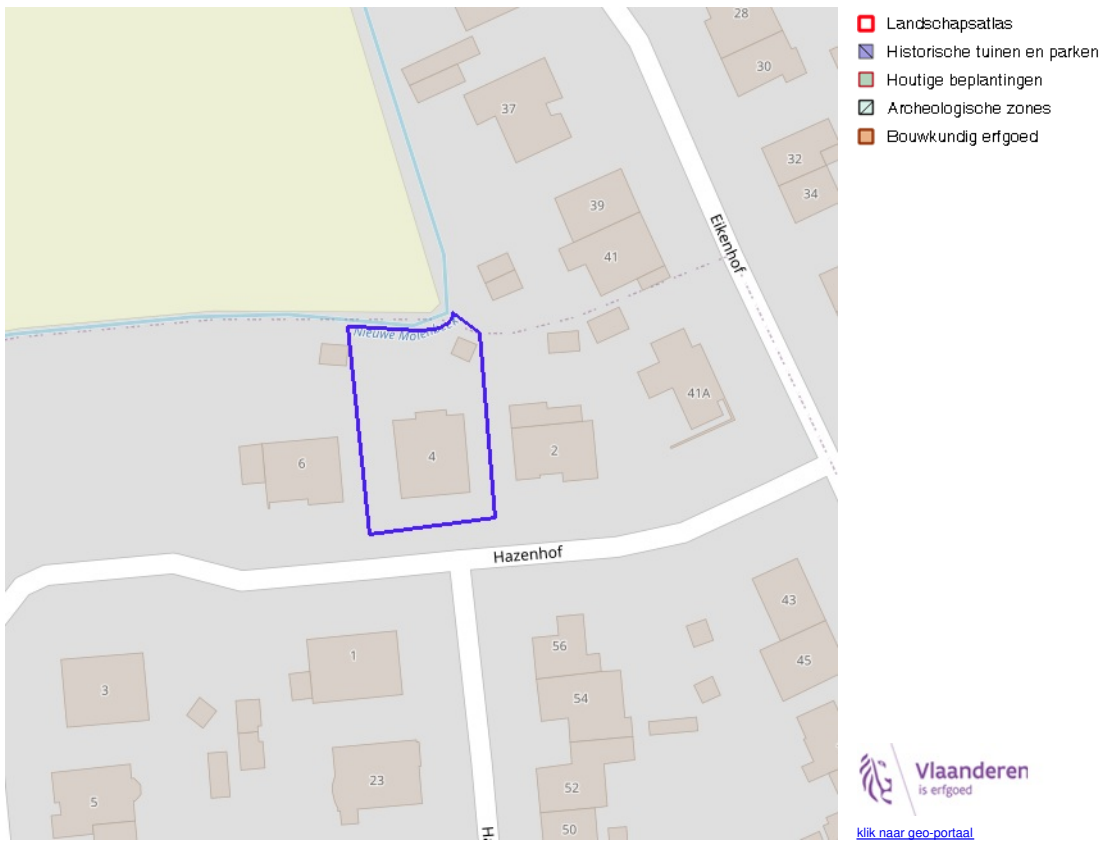 28
30
37
32
34
39
41
Eikenhof
41A
6
4
2
Hazenhof
43
45
56
54
52
50
1
3
23
5
Landschapsatlas
Historische tuinen en parken
Houtige beplantingen
Archeologische zones
Bouwkundig erfgoed
Vlaanderen
is erfgoed
klik naar geo-portaal